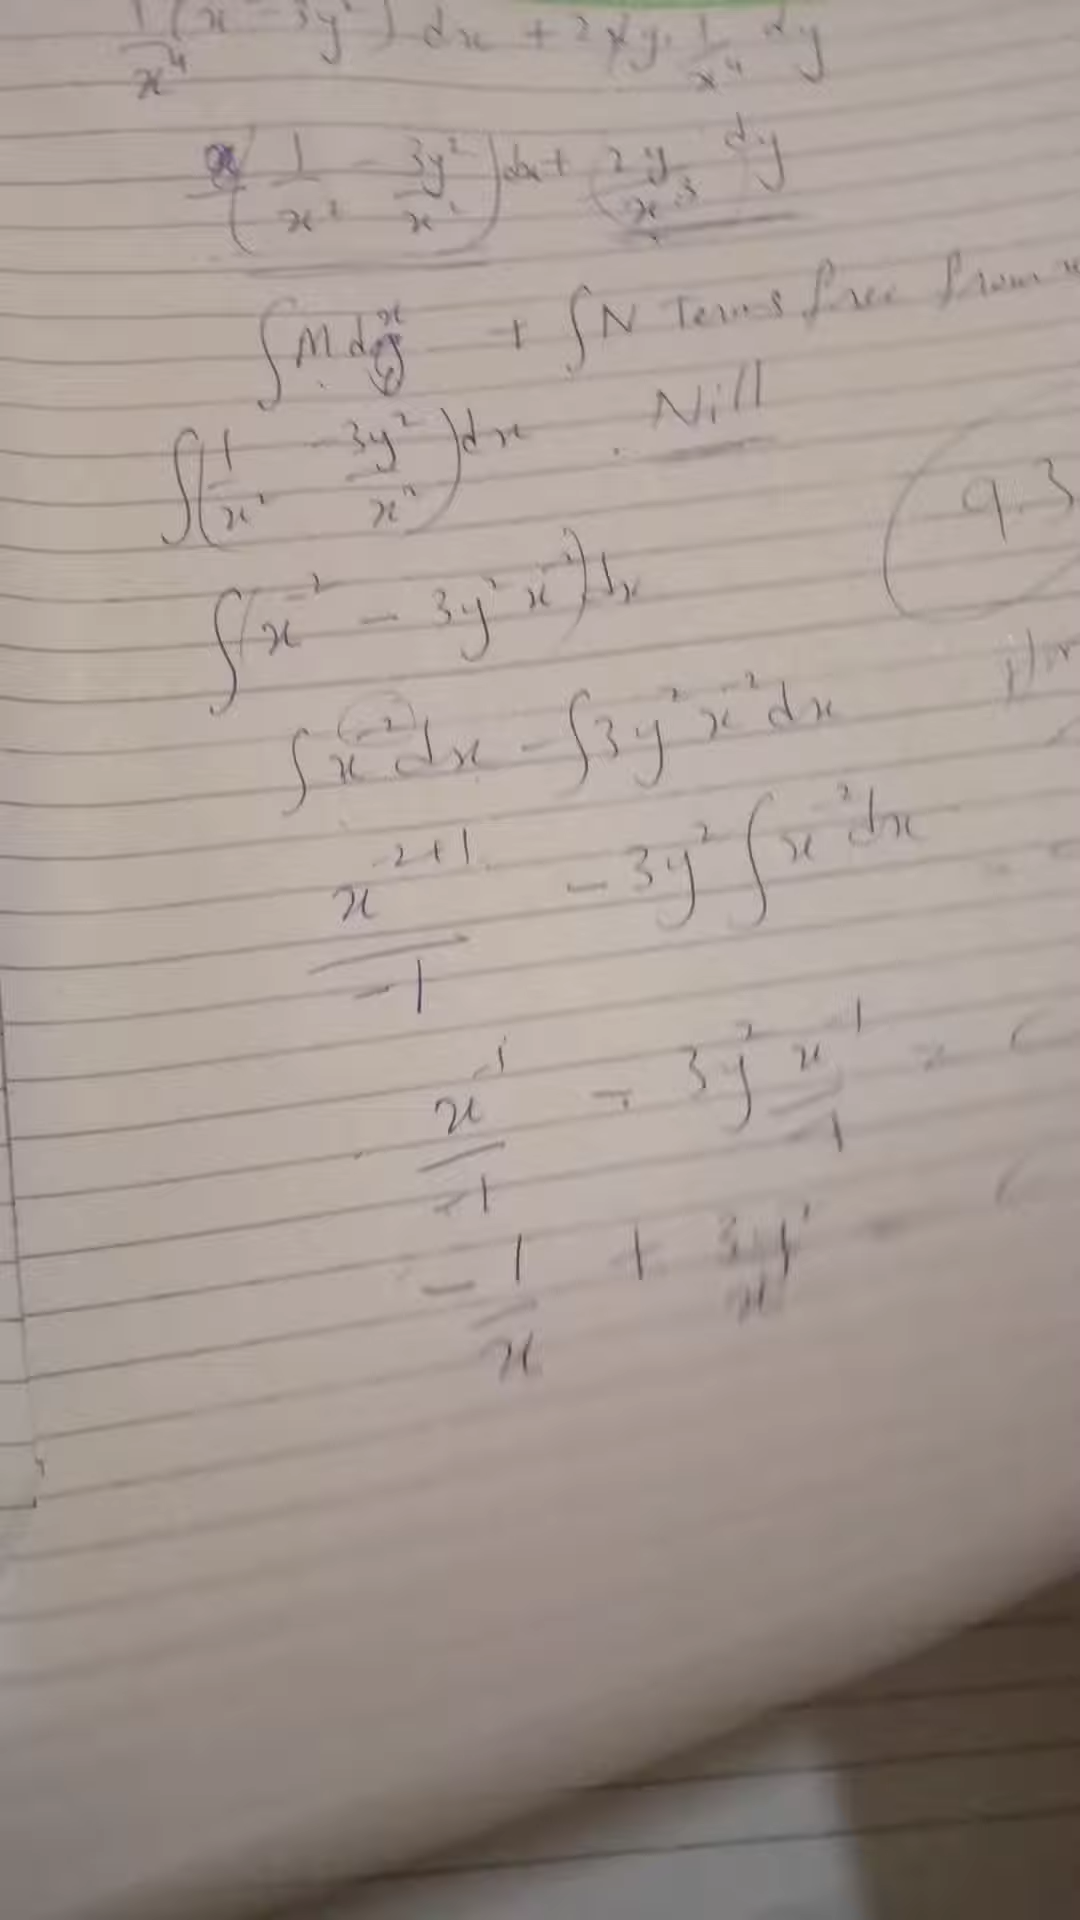 1/x⁴ (x² - 3y²) dx + 2xy · 1/x⁴ dy
(1/x² - 3y²/x²) dx + (2y/x³) dy
∫M dx + ∫N Terms free from x
∫(1/x² - 3y²/x²) dx . Nill
9.3
∫(x⁻² - 3y² x⁻²) dx
∫x⁻² dx - ∫3y² x⁻² dx
x⁻²⁺¹/-1 - 3y² ∫x⁻² dx
x⁻¹/-1 - 3y² x⁻¹/-1 = C
-1/x + 3y²/x = C